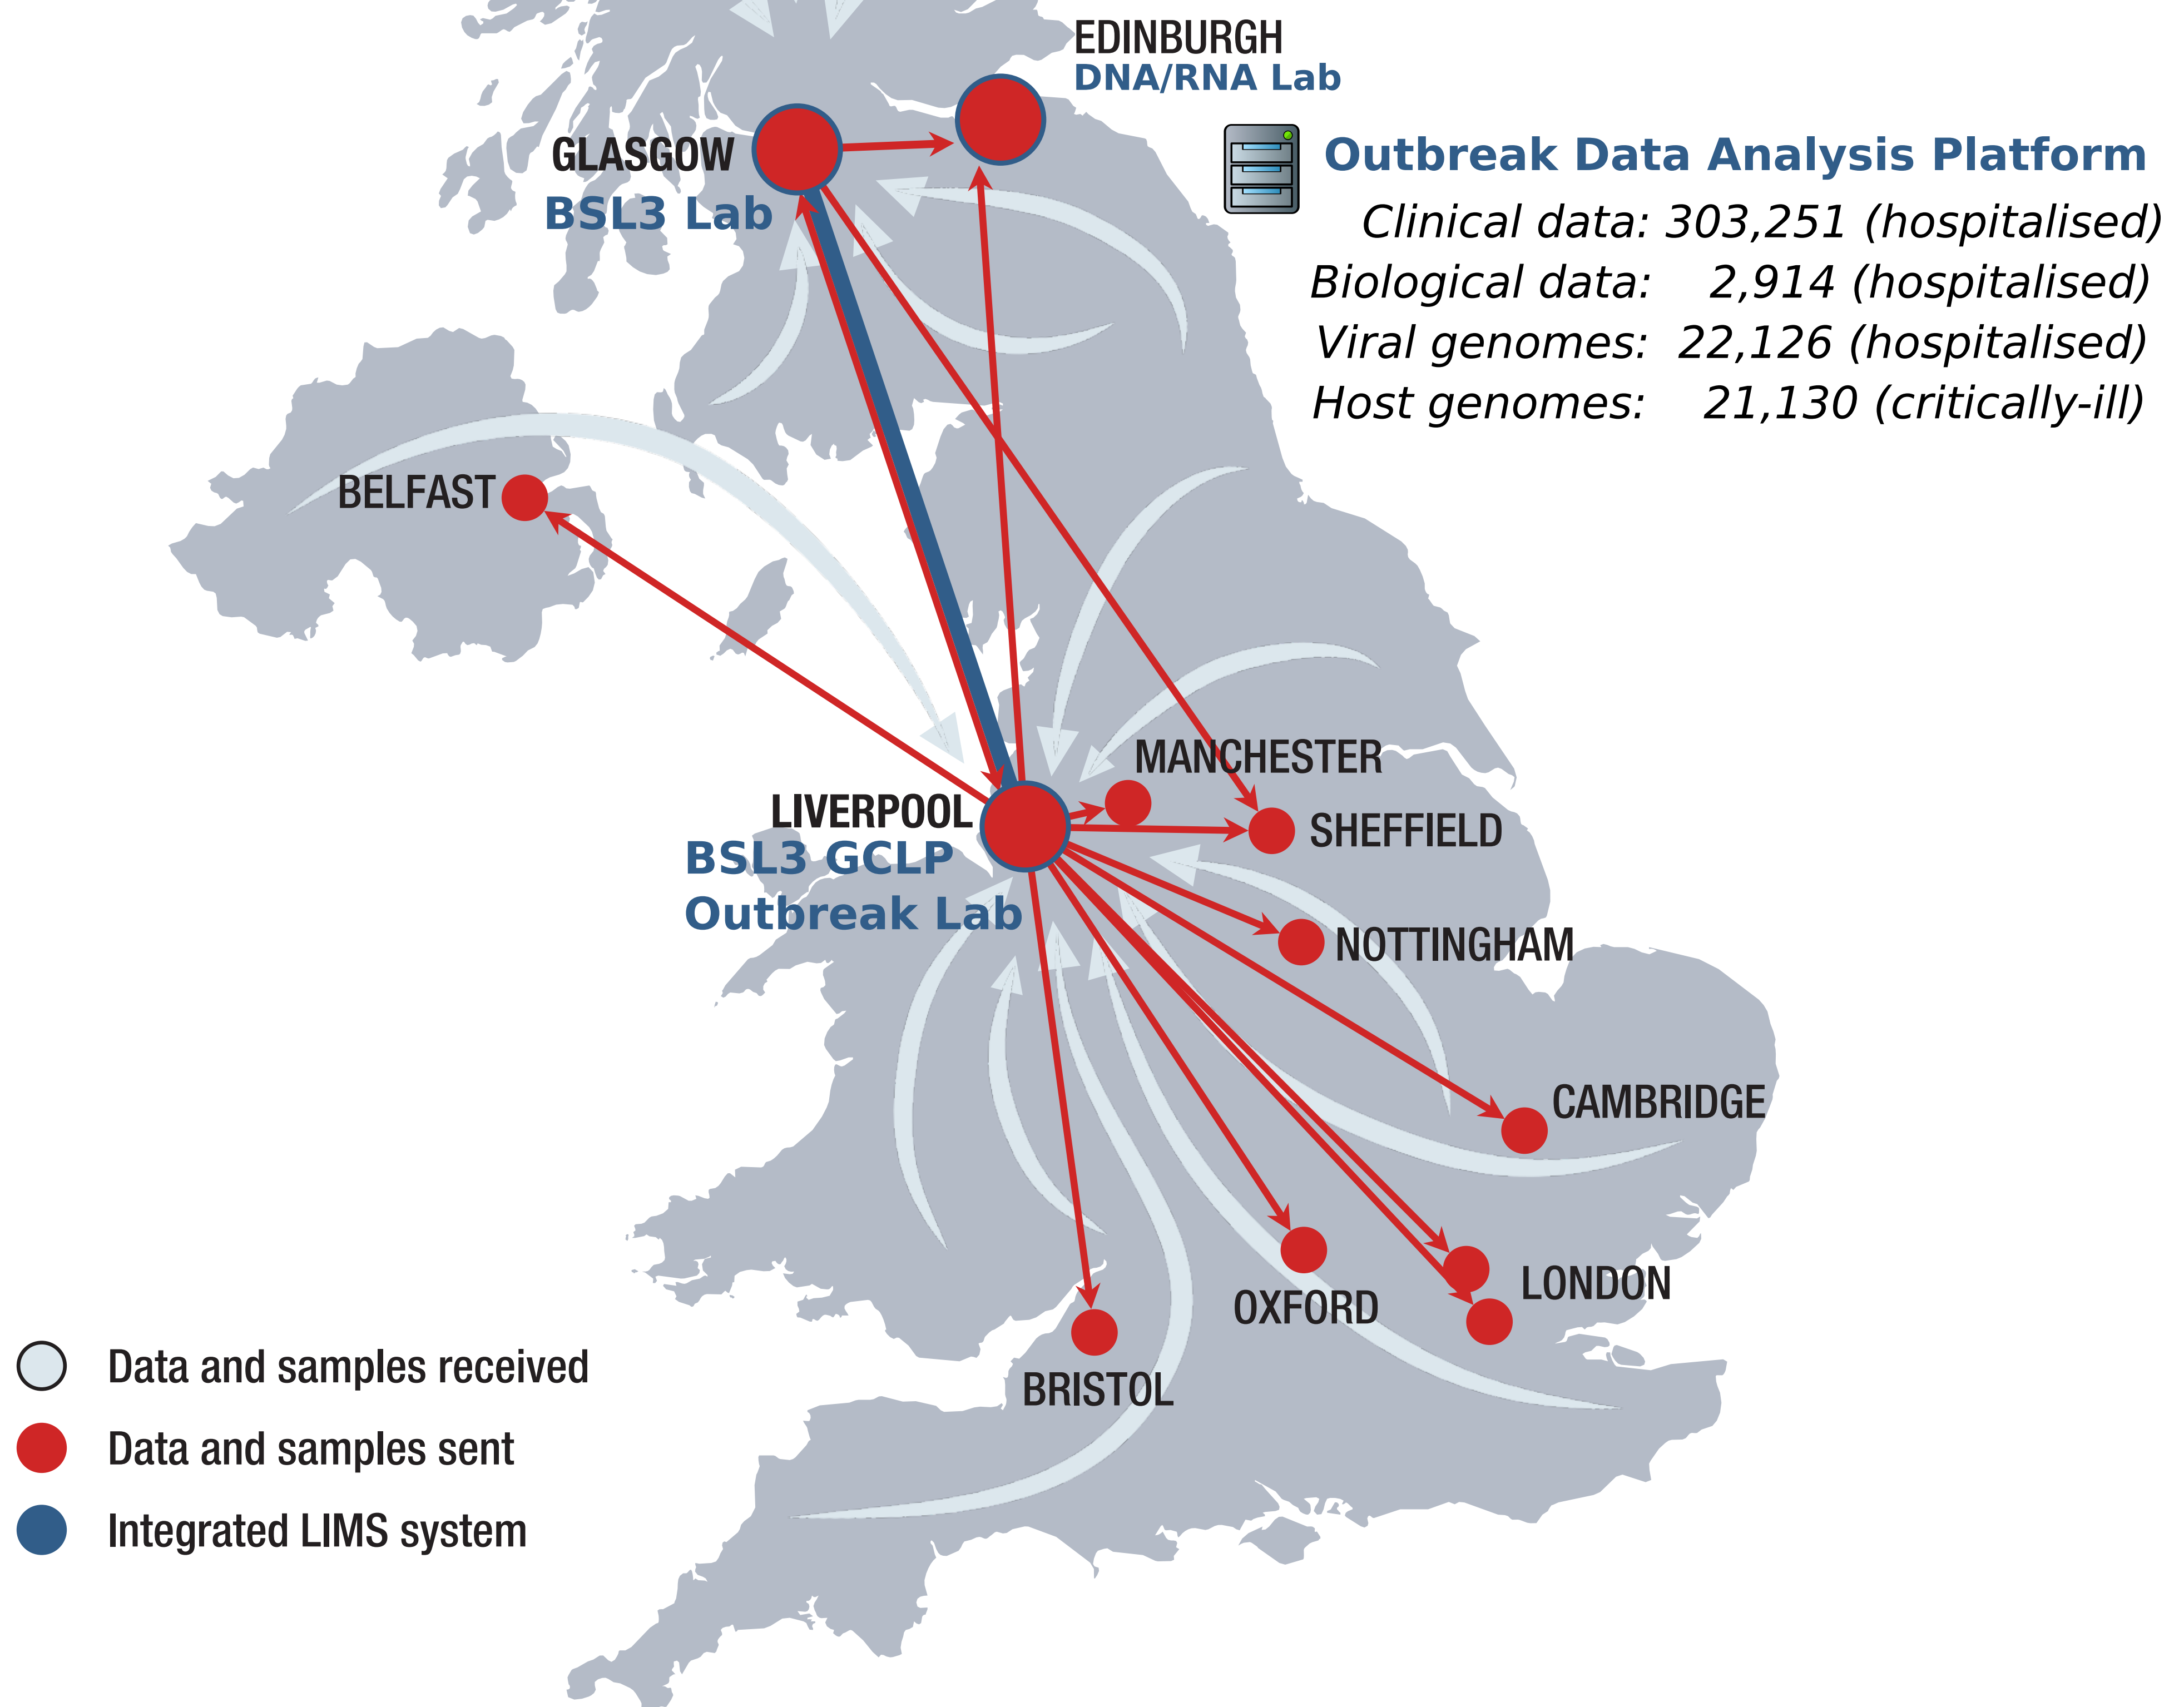 EDINBURGH
DNA/RNA Lab
GLASGOW
BSL3 Lab
Outbreak Data Analysis Platform
Clinical data: 303,251 (hospitalised)
Biological data: 2,914 (hospitalised)
Viral genomes: 22,126 (hospitalised)
Host genomes: 21,130 (critically-ill)
BELFAST
MANCHESTER
LIVERPOOL
BSL3 GCLP
Outbreak Lab
SHEFFIELD
NOTTINGHAM
CAMBRIDGE
LONDON
OXFORD
BRISTOL
Data and samples received
Data and samples sent
Integrated LIMS system